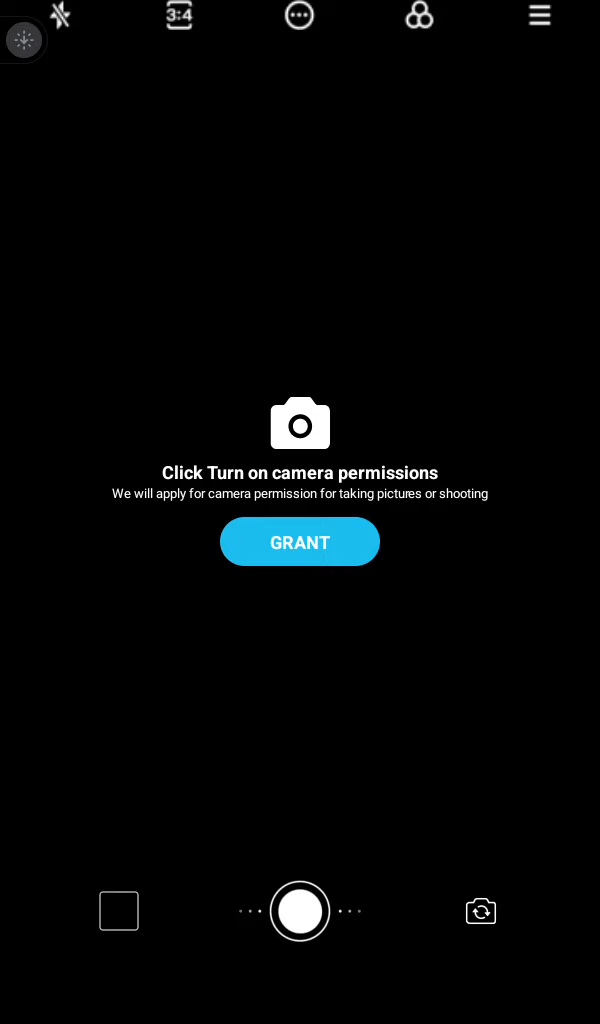 3:4
Click Turn on camera permissions
We will apply for camera permission for taking pictures or shooting
GRANT